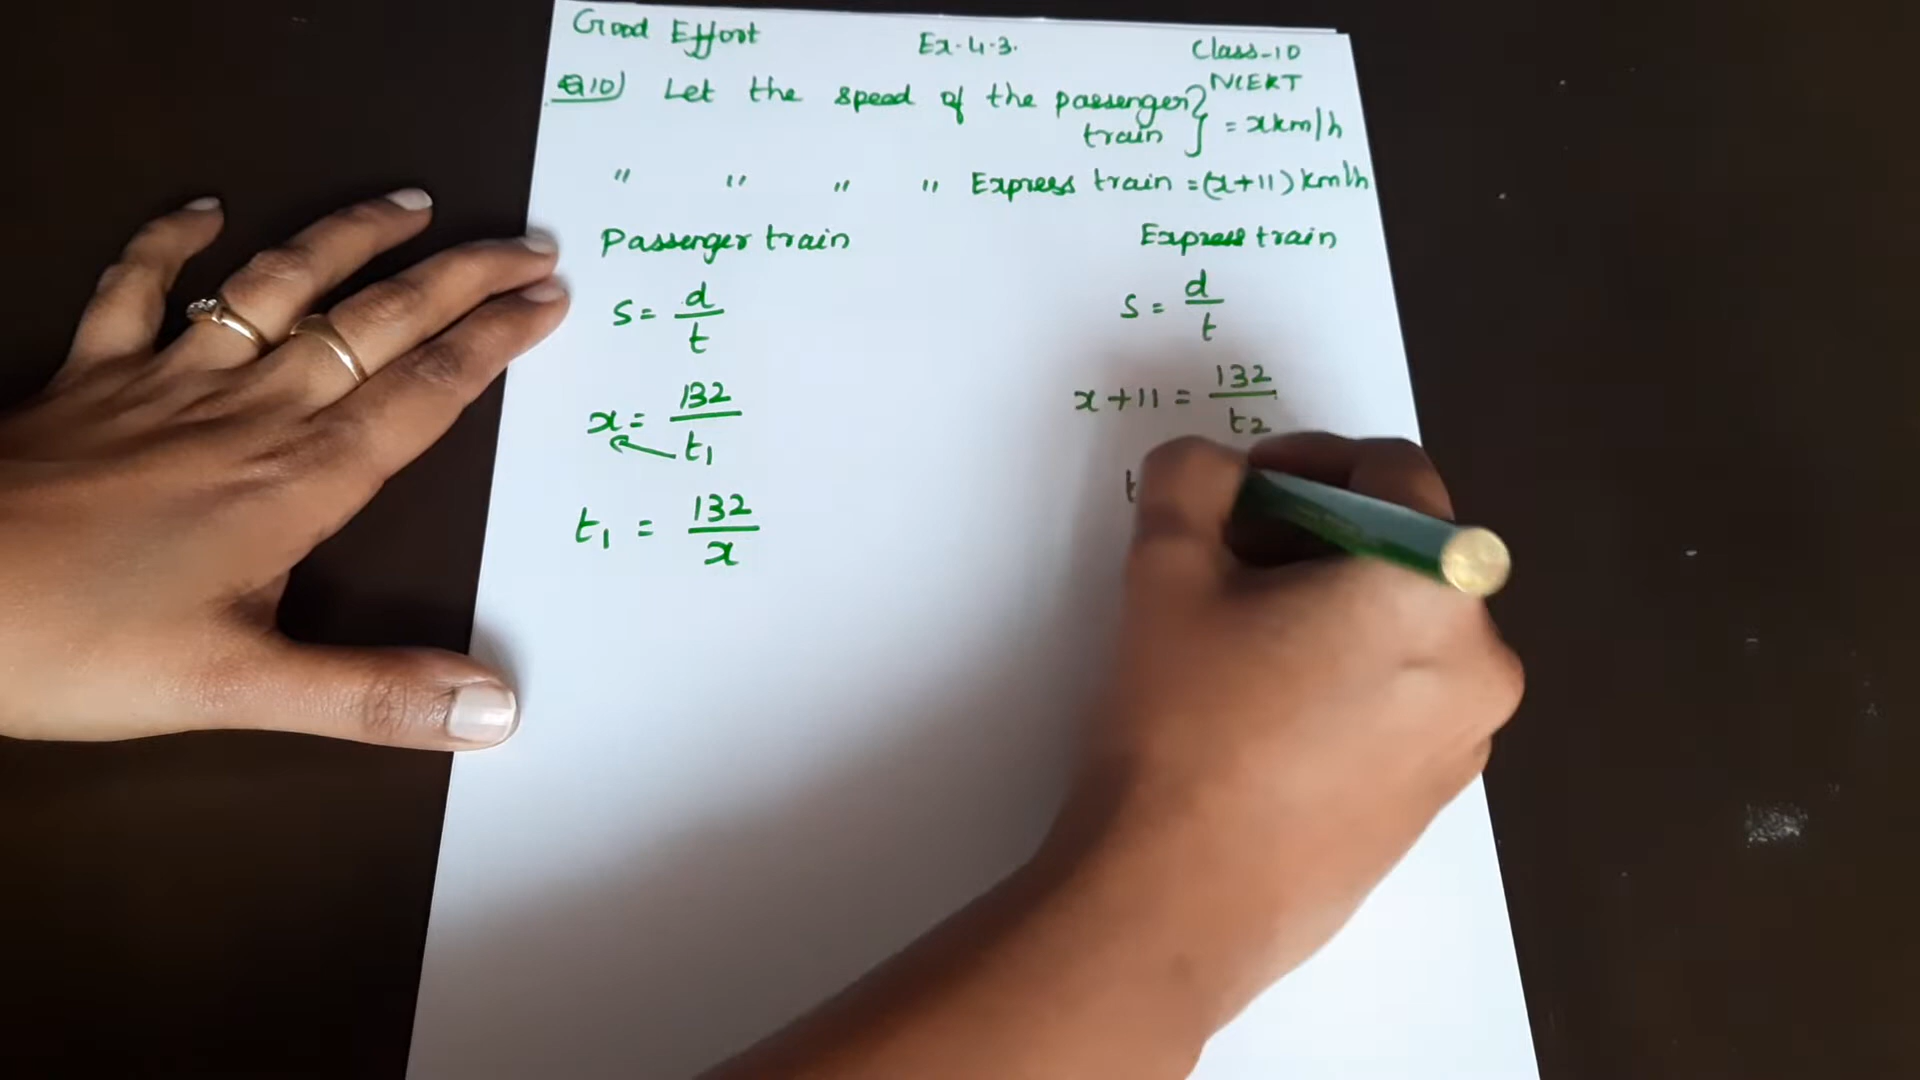 Good Effort Ex.4.3. Class-10
NCERT
Q10) Let the speed of the passenger
train } = x km/h
" " " " Express train = (x+11) km/h
Passenger train Express train
S = d/t S = d/t
x = 132/t1 x+11 = 132/t2
t1 = 132/x t